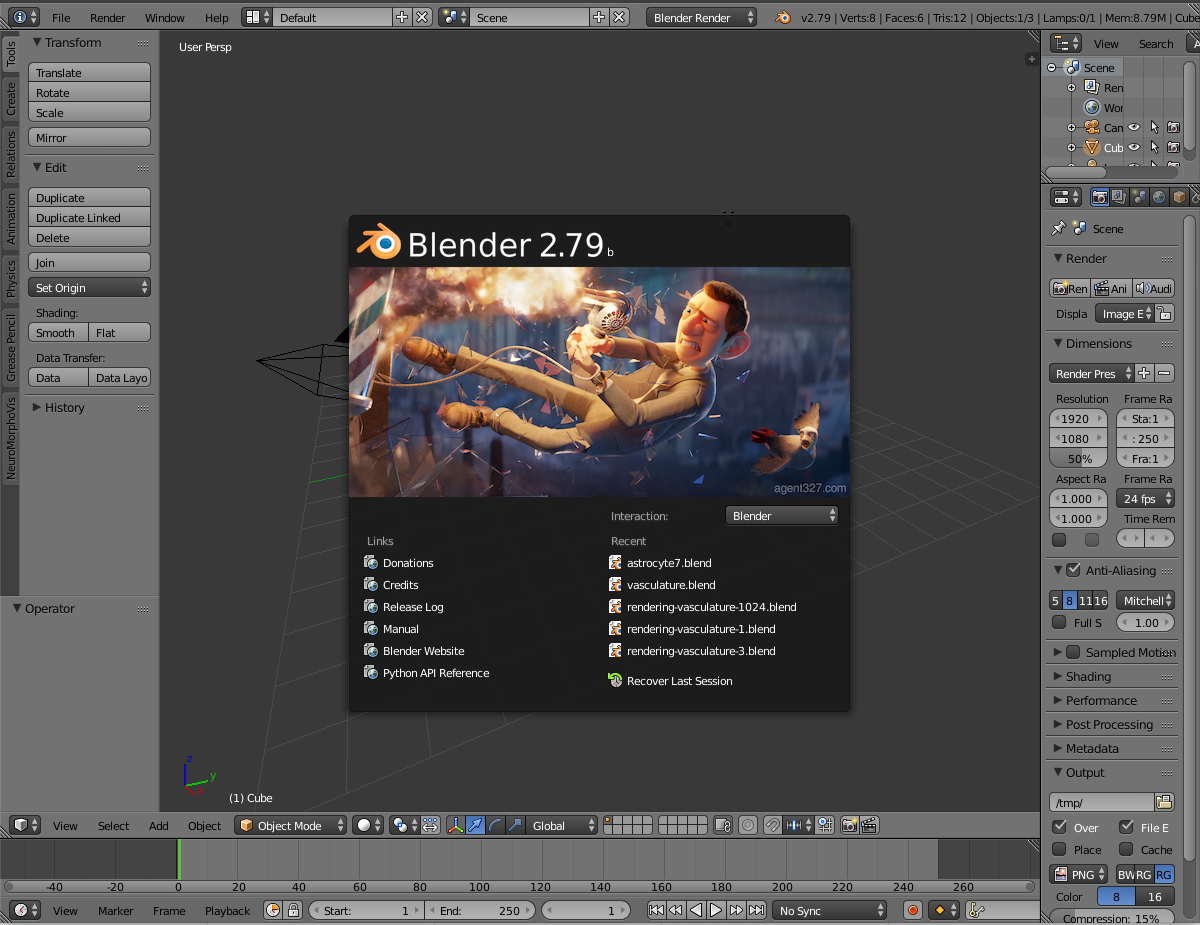 File Render Window Help Default Scene Blender Render v2.79 | Verts:8 | Faces:6 | Tris:12 | Objects:1/3 | Lamps:0/1 | Mem:8.79M | Cube
Tools
Create
Relations
Animation
Physics
Grease Pencil
NeuroMorphoVis
Transform
Translate
Rotate
Scale
Mirror
Edit
Duplicate
Duplicate Linked
Delete
Join
Set Origin
Shading:
Smooth Flat
Data Transfer:
Data Data Layo
History
Operator
User Persp
Blender 2.79 b
agent327.com
Interaction: Blender
Links
Donations
Credits
Release Log
Manual
Blender Website
Python API Reference
Recent
astrocyte7.blend
vasculature.blend
rendering-vasculature-1024.blend
rendering-vasculature-1.blend
rendering-vasculature-3.blend
Recover Last Session
z
y
(1) Cube
View Select Add Object Object Mode Global
-40 -20 0 20 40 60 80 100 120 140 160 180 200 220 240 260
View Marker Frame Playback Start: 1 End: 250 1 No Sync
View Search
Scene
Ren
Wor
Can
Cub
Scene
Render
Ren Ani Audi
Displa Image E
Dimensions
Render Pres
Resolution Frame Ra
1920 Sta:1
1080 : 250
50% Fra:1
Aspect Ra Frame Ra
1.000 24 fps
1.000 Time Rem
Anti-Aliasing
5 8 11 16 Mitchell
Full S 1.00
Sampled Motion
Shading
Performance
Post Processing
Metadata
Output
/tmp/
Over File E
Place Cache
PNG BW RG RG
Color 8 16
Compression: 15%